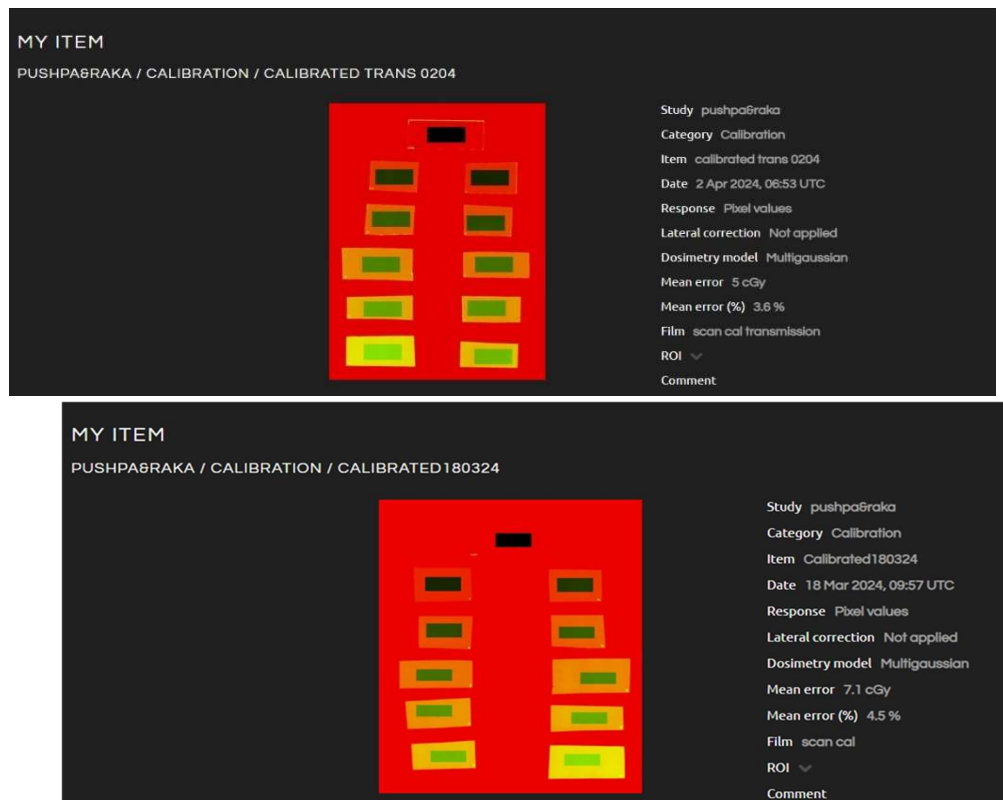 MY ITEM
PUSHPA&RAKA / CALIBRATION / CALIBRATED TRANS 0204
Study pushpa&raka
Category Calibration
Item calibrated trans 0204
Date 2 Apr 2024, 06:53 UTC
Response Pixel values
Lateral correction Not applied
Dosimetry model Multigaussian
Mean error 5 cGy
Mean error (%) 3.6 %
Film scan cal transmission
ROI
Comment
MY ITEM
PUSHPA&RAKA / CALIBRATION / CALIBRATED180324
Study pushpa&raka
Category Calibration
Item Calibrated180324
Date 18 Mar 2024, 09:57 UTC
Response Pixel values
Lateral correction Not applied
Dosimetry model Multigaussian
Mean error 7.1 cGy
Mean error (%) 4.5 %
Film scan cal
ROI
Comment